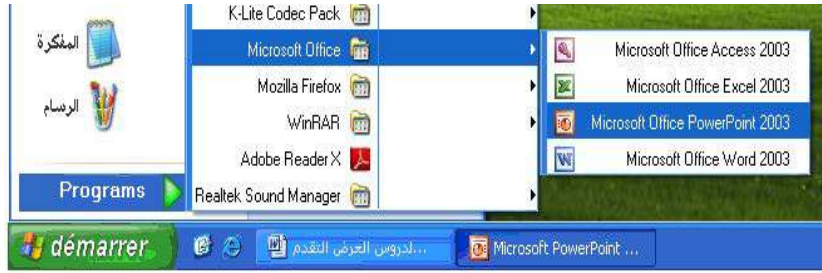 المفكرة
الرسام
Programs
K-Lite Codec Pack
Microsoft Office
Mozilla Firefox
WinRAR
Adobe Reader X
Realtek Sound Manager
Microsoft Office Access 2003
Microsoft Office Excel 2003
Microsoft Office PowerPoint 2003
Microsoft Office Word 2003
démarrer
لدروس العرض التقدم...
Microsoft PowerPoint ...